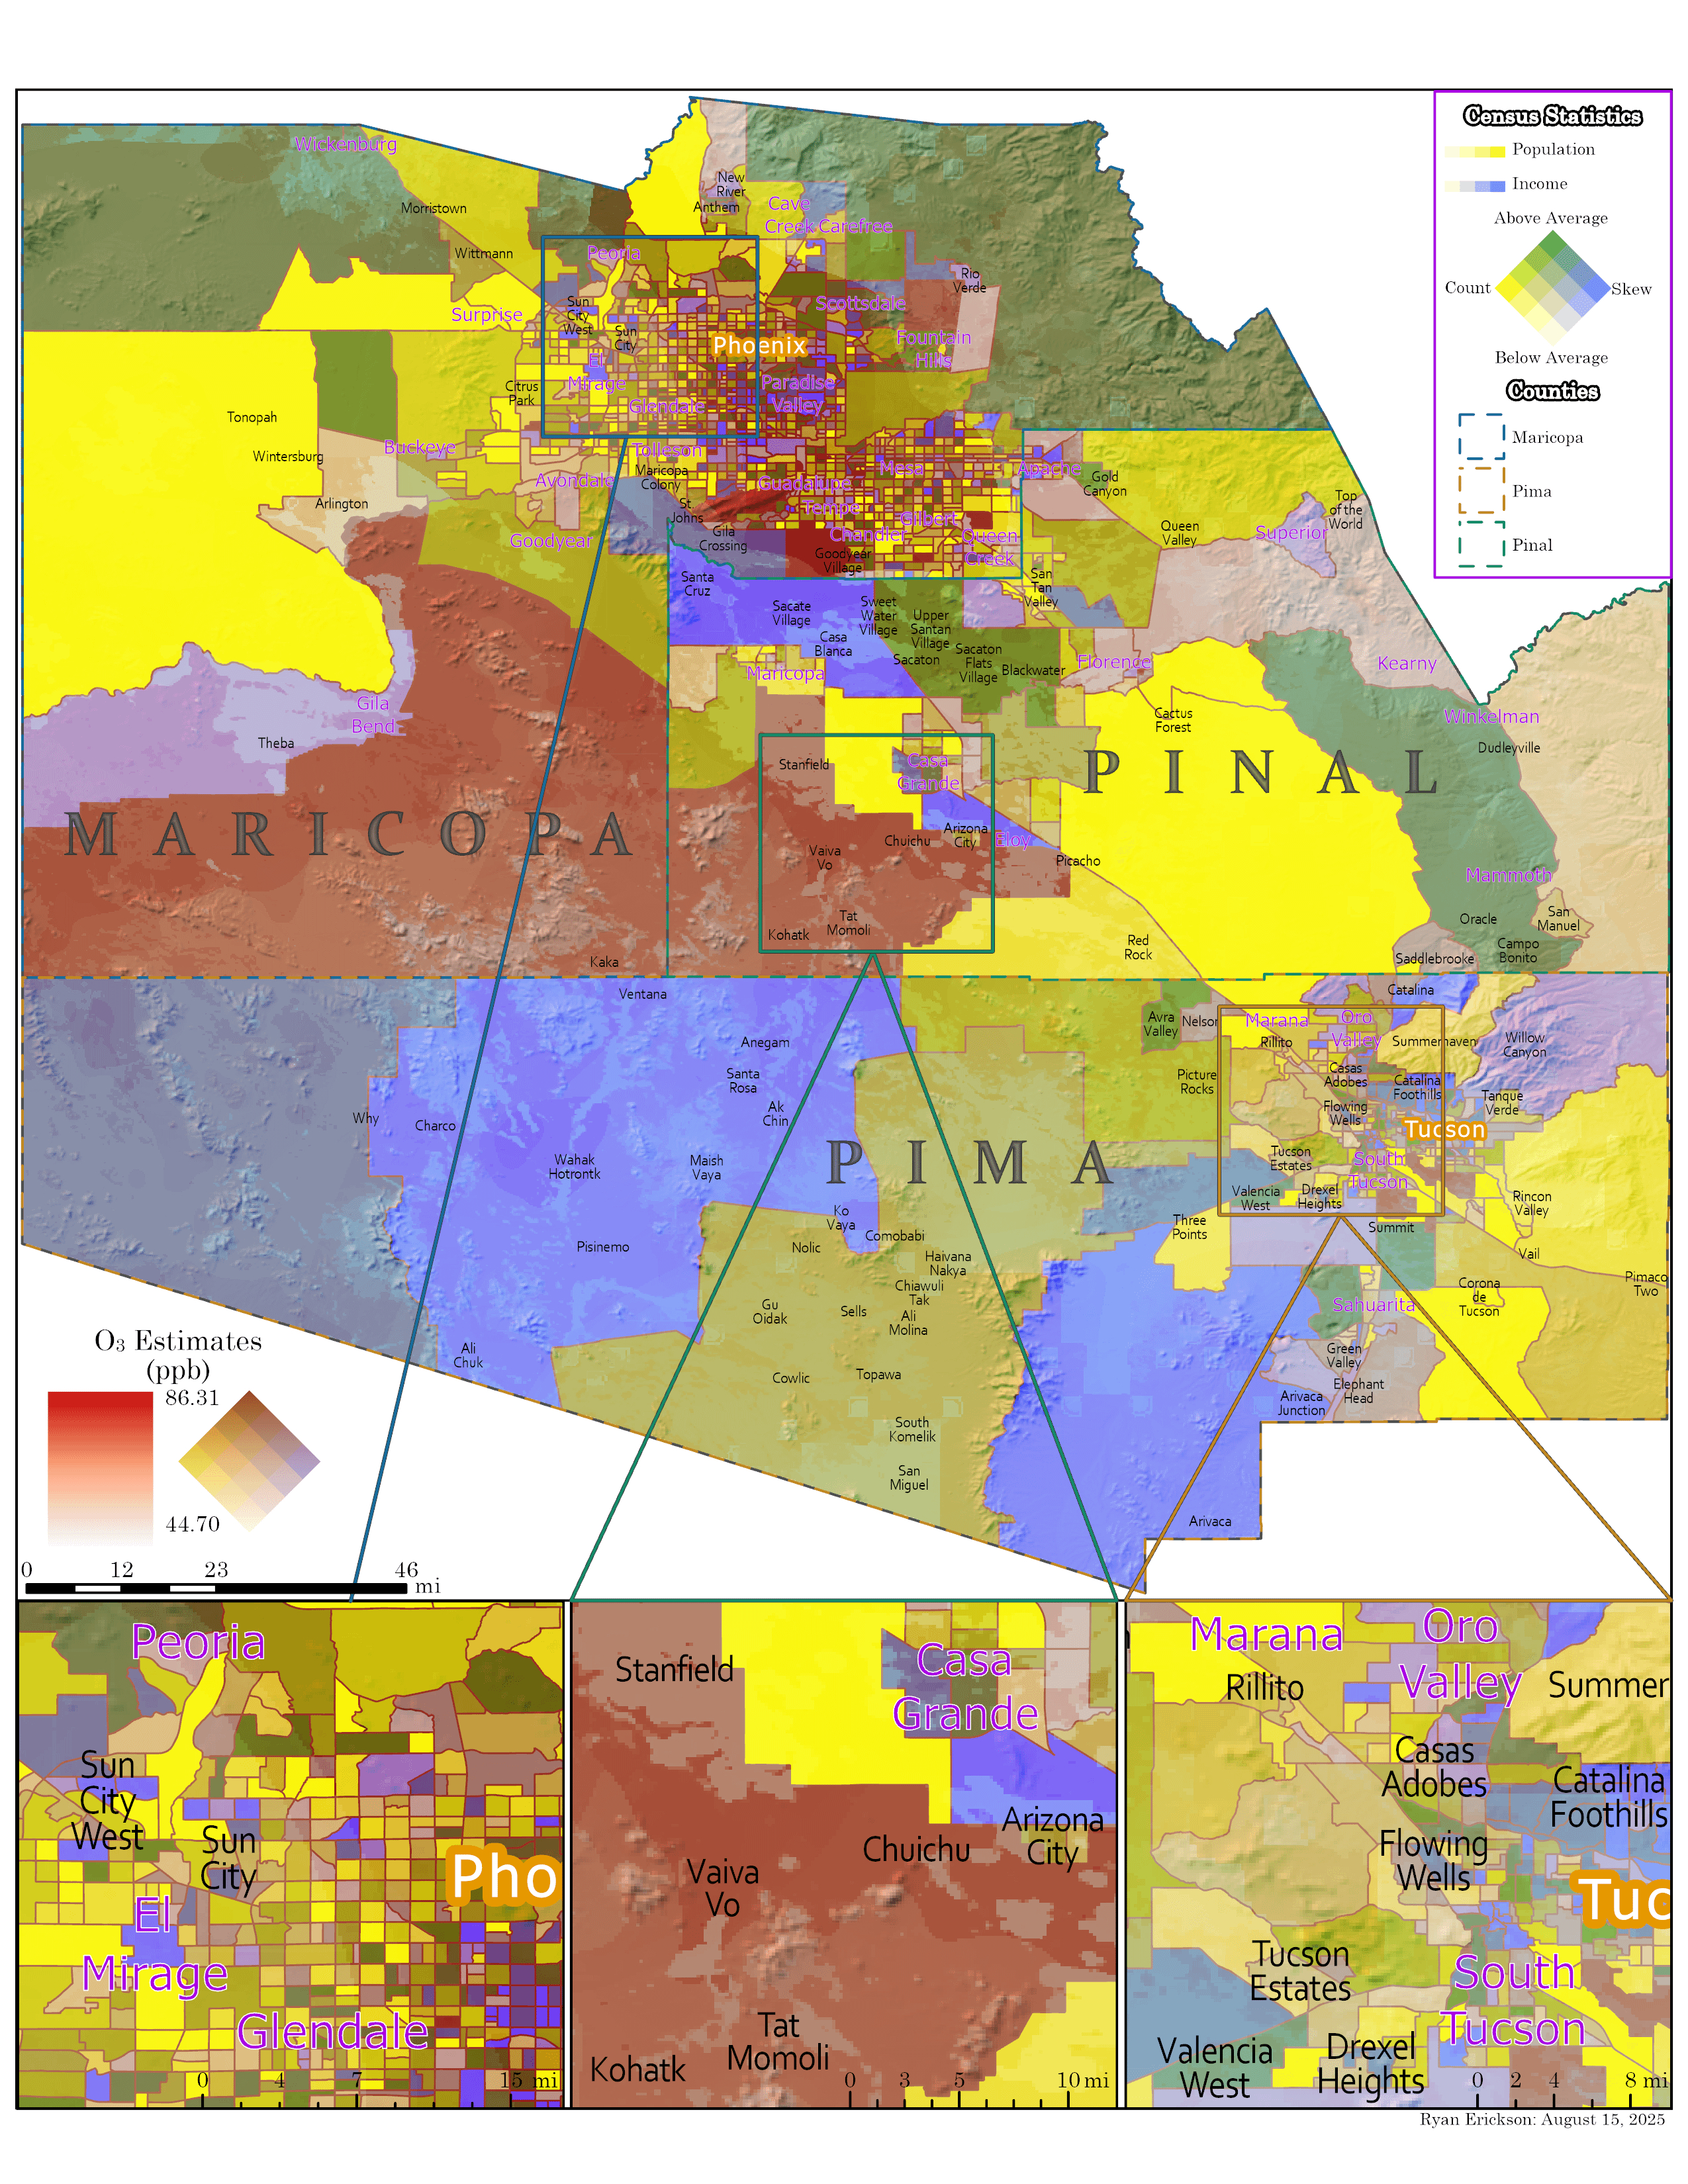 Census Statistics
Population
Income
Above Average
Count
Skew
Below Average
Counties
Maricopa
Pima
Pinal
Wickenburg
Morristown
Wittmann
New
River
Anthem
Cave
Creek
Carefree
Peoria
Rio
Verde
Surprise
Sun
City
West
Sun
City
Scottsdale
Phoenix
Fountain
Hills
El
Mirage
Paradise
Valley
Citrus
Park
Glendale
Tonopah
Wintersburg
Buckeye
Tolleson
Maricopa
Colony
Avondale
Arlington
St.
Johns
Guadalupe
Mesa
Tempe
Apache
Gold
Canyon
Top
of the
World
Goodyear
Gila
Crossing
Gilbert
Chandler
Queen
Creek
Goodyear
Village
Queen
Valley
Superior
Santa
Cruz
San
Tan
Valley
Sacate
Village
Sweet
Water
Village
Upper
Santan
Village
Casa
Blanca
Sacaton
Sacaton
Flats
Village
Blackwater
Maricopa
Florence
Kearny
Gila
Bend
Theba
Cactus
Forest
Winkelman
Dudleyville
MARICOPA
PINAL
Stanfield
Casa
Grande
Chuichu
Arizona
City
Eloy
Vaiva
Vo
Picacho
Mammoth
Tat
Momoli
Kohatk
Kaka
Red
Rock
Oracle
San
Manuel
Campo
Bonito
Saddlebrooke
Ventana
Catalina
Anegam
Santa
Rosa
Ak
Chin
Avra
Valley
Nelson
Marana
Rillito
Oro
Valley
Summerhaven
Willow
Canyon
Why
Charco
Picture
Rocks
Casas
Adobes
Catalina
Foothills
Tanque
Verde
Flowing
Wells
Tucson
PIMA
Wahak
Hotrontk
Maish
Vaya
Tucson
Estates
South
Tucson
Valencia
West
Drexel
Heights
Rincon
Valley
Ko
Vaya
Comobabi
Three
Points
Summit
Vail
Pisinemo
Nolic
Haivana
Nakya
Chiawuli
Tak
Gu
Oidak
Sells
Ali
Molina
Sahuarita
Corona
de
Tucson
Pimaco
Two
Ali
Chuk
Cowlic
Topawa
Green
Valley
Elephant
Head
Arivaca
Junction
South
Komelik
San
Miguel
Arivaca
O3 Estimates
(ppb)
86.31
44.70
0 12 23 46 mi
Peoria
Sun
City
West
Sun
City
Pho
El
Mirage
Glendale
0 4 7 15 mi
Stanfield
Casa
Grande
Arizona
City
Chuichu
Vaiva
Vo
Tat
Momoli
Kohatk
0 3 5 10 mi
Marana
Oro
Valley
Rillito
Summer
Casas
Adobes
Catalina
Foothills
Flowing
Wells
Tuc
Tucson
Estates
South
Tucson
Valencia
West
Drexel
Heights
0 2 4 8 mi
Ryan Erickson: August 15, 2025